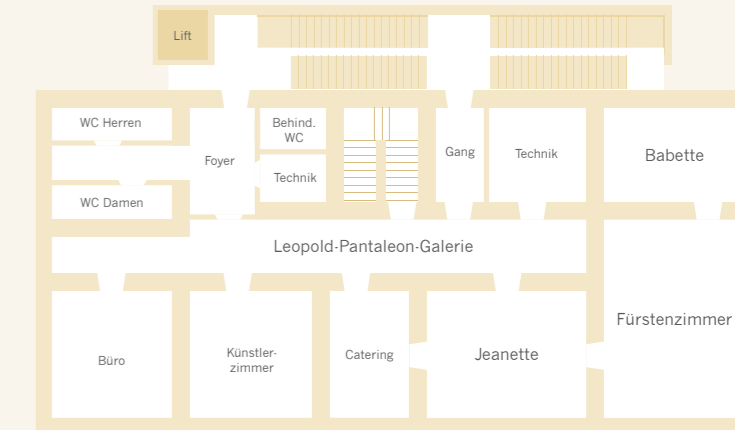 Lift
WC Herren
Behind.
WC
Foyer
Gang
Technik
Babette
Technik
WC Damen
Leopold-Pantaleon-Galerie
Fürstenzimmer
Büro
Künstler-
zimmer
Catering
Jeanette